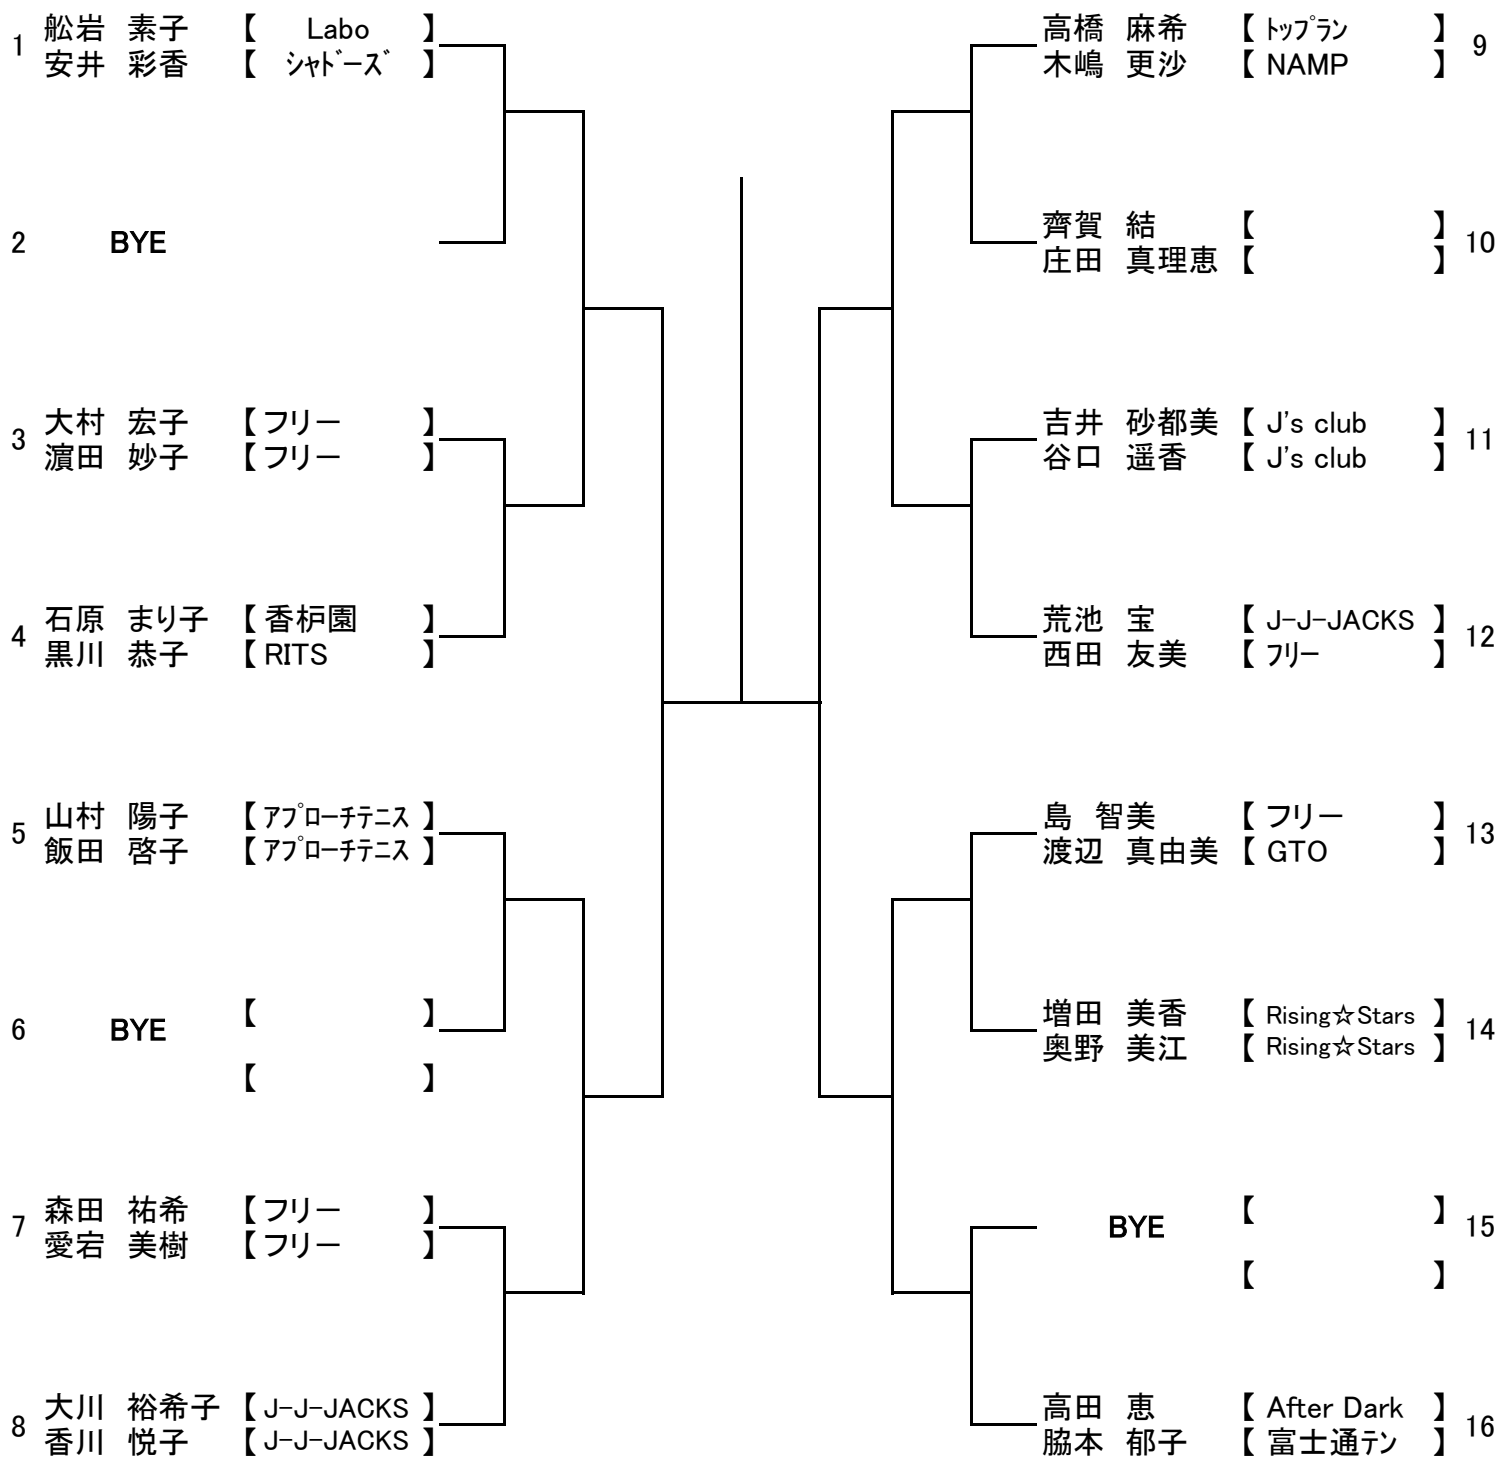 1 舩岩 素子 【 Labo 】
安井 彩香 【 ｼｬﾄﾞｰｽﾞ 】
2 BYE
3 大村 宏子 【 フリー 】
濵田 妙子 【 フリー 】
4 石原 まり子 【 香枦園 】
黒川 恭子 【 RITS 】
5 山村 陽子 【 ｱﾌﾟﾛｰﾁﾃﾆｽ 】
飯田 啓子 【 ｱﾌﾟﾛｰﾁﾃﾆｽ 】
6 BYE 【 】
【 】
7 森田 祐希 【 フリー 】
愛宕 美樹 【 フリー 】
8 大川 裕希子 【 J-J-JACKS 】
香川 悦子 【 J-J-JACKS 】
高橋 麻希 【 ﾄｯﾌﾟﾗﾝ 】 9
木嶋 更沙 【 NAMP 】
齊賀 結 【 】 10
庄田 真理恵 【 】
吉井 砂都美 【 J's club 】 11
谷口 遥香 【 J's club 】
荒池 宝 【 J-J-JACKS 】 12
西田 友美 【 ﾌﾘｰ 】
島 智美 【 フリー 】 13
渡辺 真由美 【 GTO 】
増田 美香 【 Rising☆Stars 】 14
奥野 美江 【 Rising☆Stars 】
BYE 【 】 15
【 】
高田 恵 【 After Dark 】 16
脇本 郁子 【 富士通ﾃﾝ 】